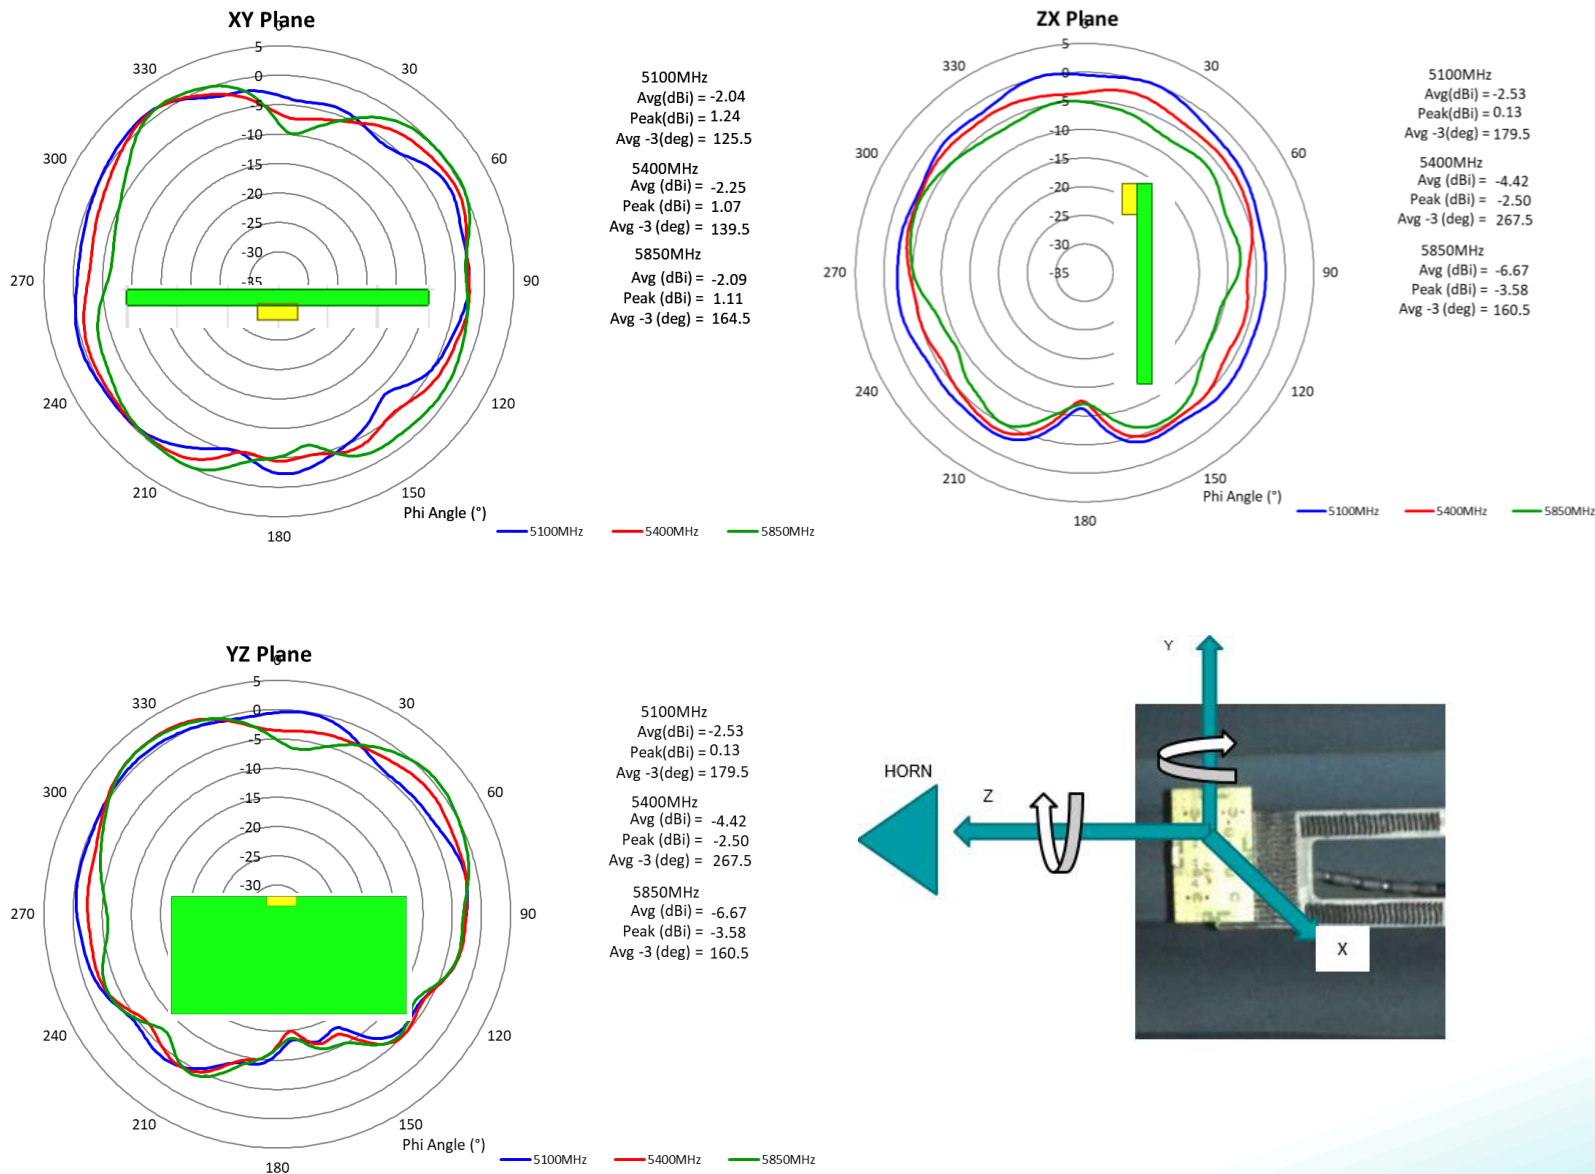 XY Plane
0
5
0
-5
-10
-15
-20
-25
-30
-35
30
60
90
120
150
180
210
240
270
300
330
Phi Angle (°)
5100MHz
5400MHz
5850MHz
5100MHz
Avg(dBi) = -2.04
Peak(dBi) = 1.24
Avg -3(deg) = 125.5
5400MHz
Avg (dBi) = -2.25
Peak (dBi) = 1.07
Avg -3 (deg) = 139.5
5850MHz
Avg (dBi) = -2.09
Peak (dBi) = 1.11
Avg -3 (deg) = 164.5
ZX Plane
0
5
0
-5
-10
-15
-20
-25
-30
-35
30
60
90
120
150
180
210
240
270
300
330
Phi Angle (°)
5100MHz
5400MHz
5850MHz
5100MHz
Avg(dBi) = -2.53
Peak(dBi) = 0.13
Avg -3(deg) = 179.5
5400MHz
Avg (dBi) = -4.42
Peak (dBi) = -2.50
Avg -3 (deg) = 267.5
5850MHz
Avg (dBi) = -6.67
Peak (dBi) = -3.58
Avg -3 (deg) = 160.5
YZ Plane
0
5
0
-5
-10
-15
-20
-25
-30
30
60
90
120
150
180
210
240
270
300
330
Phi Angle (°)
5100MHz
5400MHz
5850MHz
5100MHz
Avg(dBi) = -2.53
Peak(dBi) = 0.13
Avg -3(deg) = 179.5
5400MHz
Avg (dBi) = -4.42
Peak (dBi) = -2.50
Avg -3 (deg) = 267.5
5850MHz
Avg (dBi) = -6.67
Peak (dBi) = -3.58
Avg -3 (deg) = 160.5
Y
HORN
Z
X